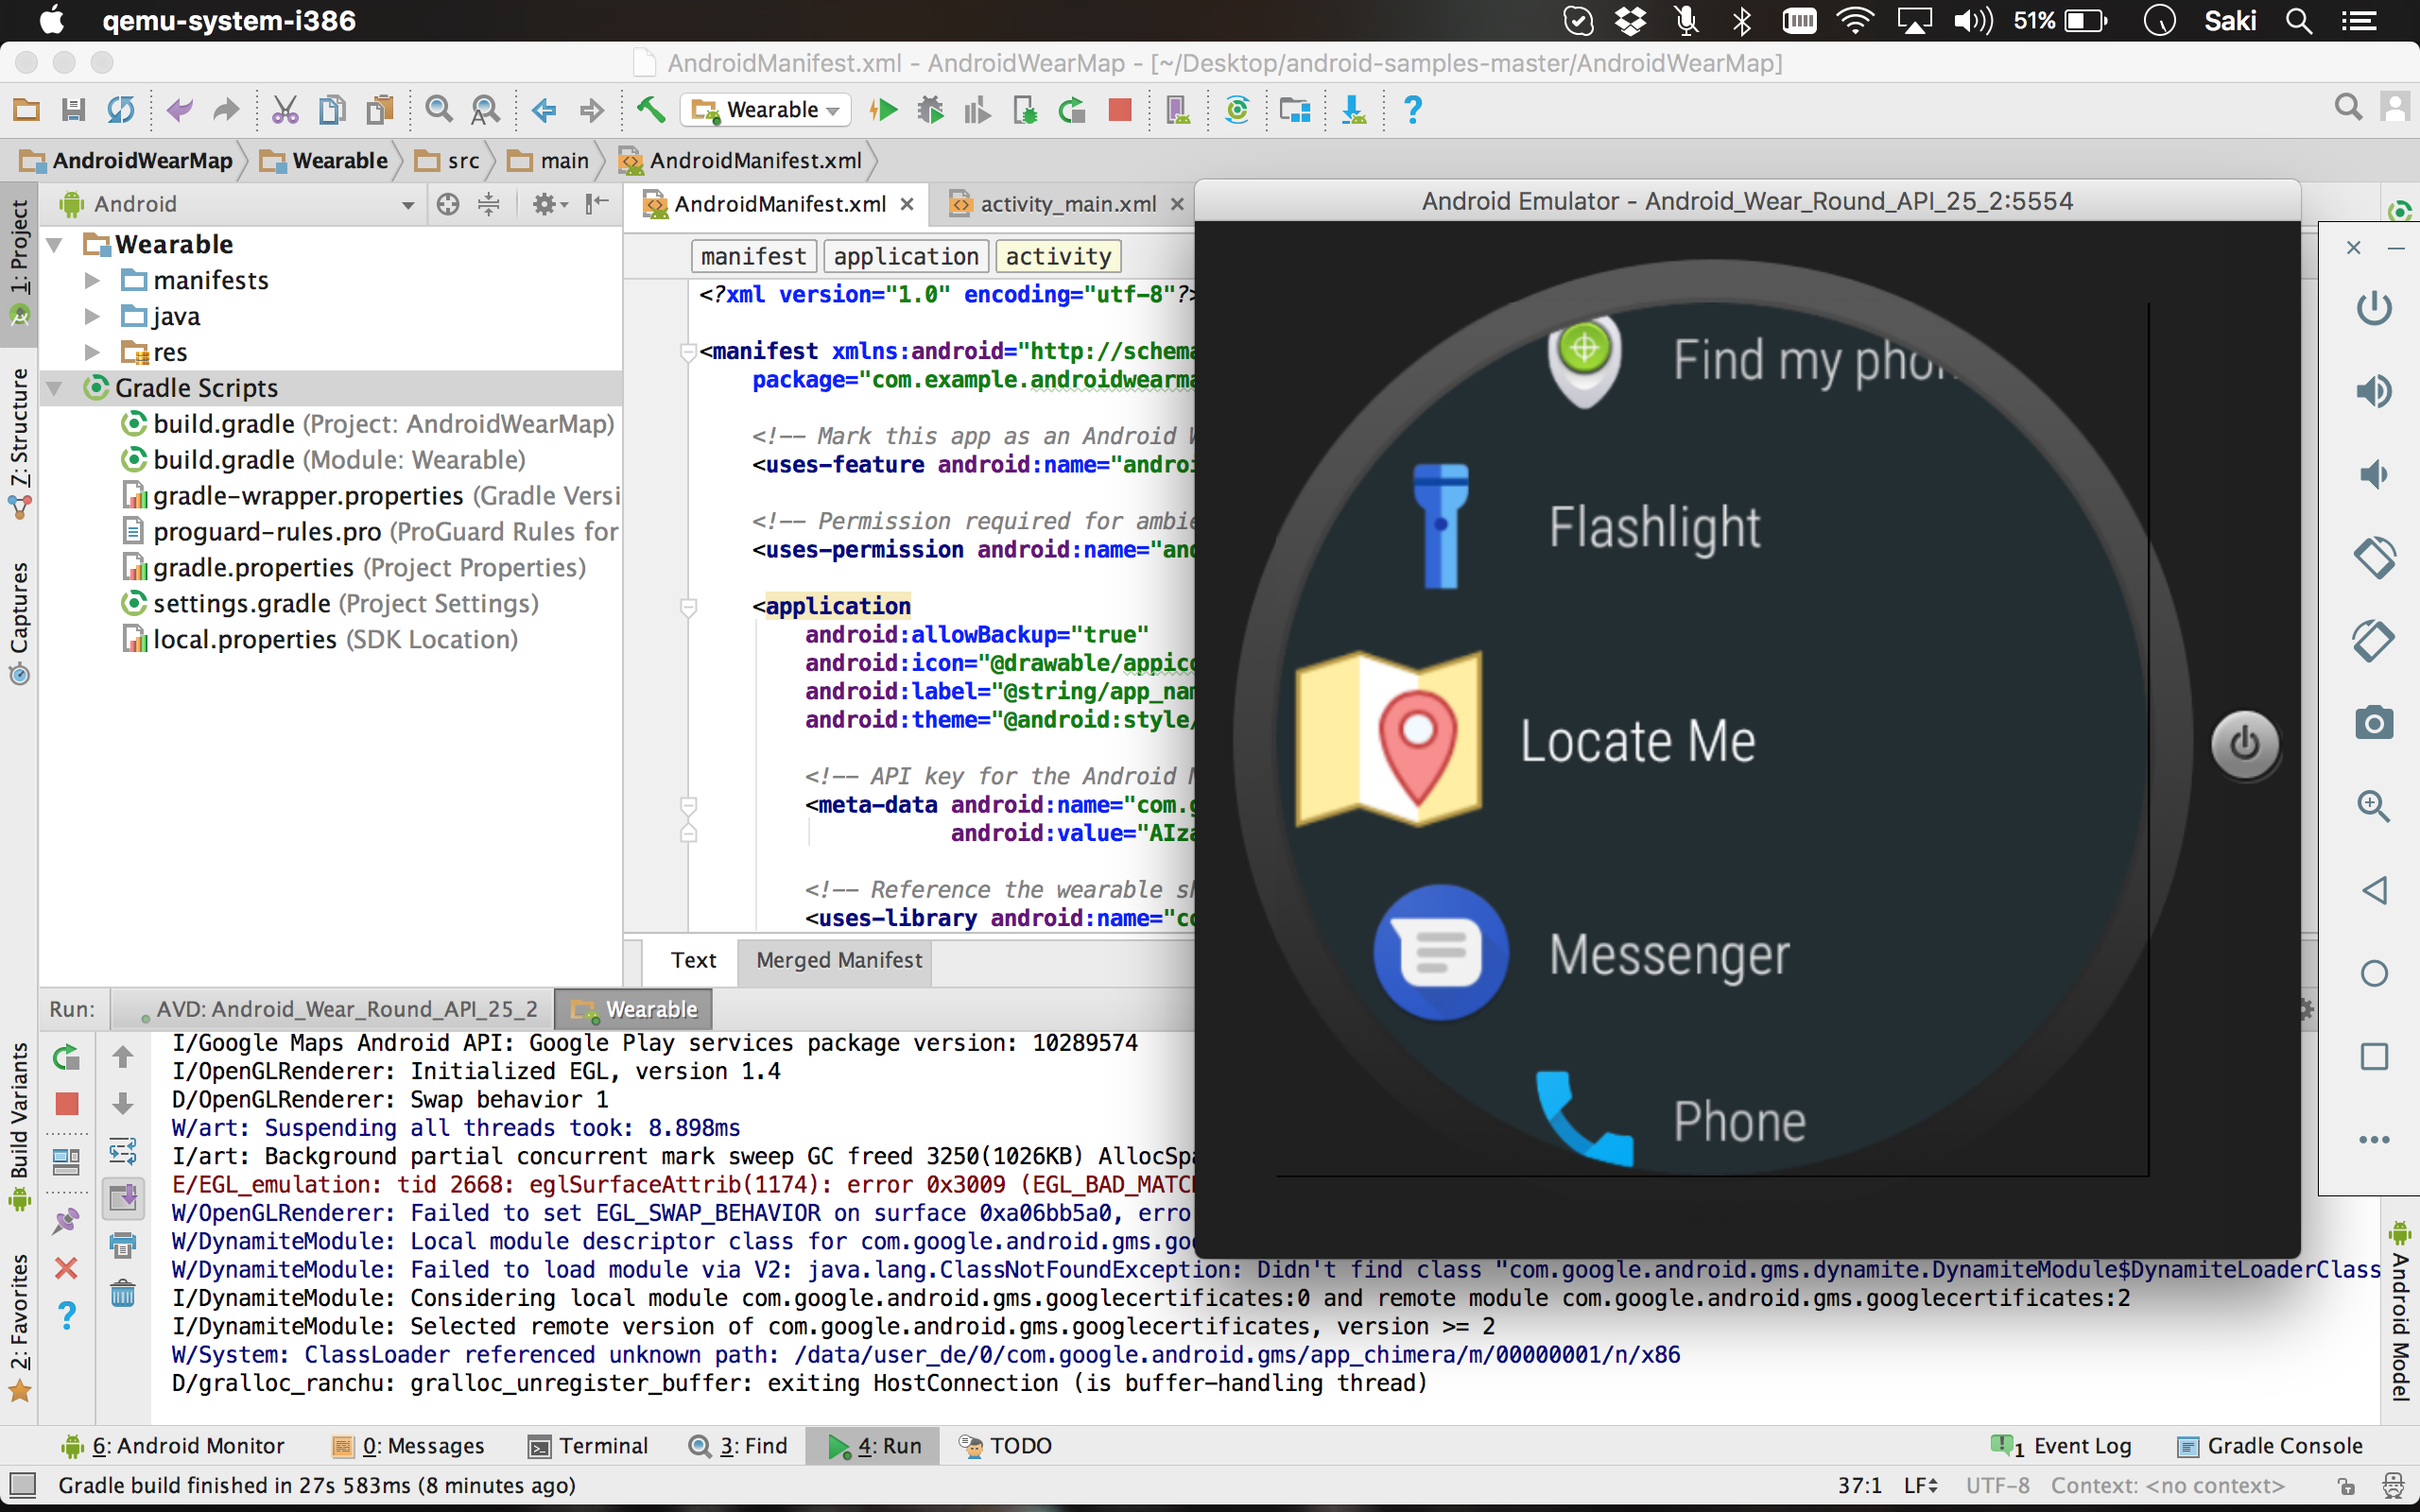 qemu-system-i386
51%
Saki
AndroidManifest.xml - AndroidWearMap - [~/Desktop/android-samples-master/AndroidWearMap]
Wearable
AndroidWearMap
Wearable
src
main
AndroidManifest.xml
1: Project
7: Structure
Captures
Build Variants
2: Favorites
Android
Wearable
manifests
java
res
Gradle Scripts
build.gradle (Project: AndroidWearMap)
build.gradle (Module: Wearable)
gradle-wrapper.properties (Gradle Versi
proguard-rules.pro (ProGuard Rules for
gradle.properties (Project Properties)
settings.gradle (Project Settings)
local.properties (SDK Location)
AndroidManifest.xml
activity_main.xml
manifest
application
activity
<?xml version="1.0" encoding="utf-8"?>
<manifest xmlns:android="http://schema
package="com.example.androidwearma
<!-- Mark this app as an Android W
<uses-feature android:name="androi
<!-- Permission required for ambie
<uses-permission android:name="and
<application
android:allowBackup="true"
android:icon="@drawable/appico
android:label="@string/app_nam
android:theme="@android:style/
<!-- API key for the Android M
<meta-data android:name="com.g
android:value="AIza
<!-- Reference the wearable sh
<uses-library android:name="co
Text
Merged Manifest
Android Emulator - Android_Wear_Round_API_25_2:5554
Find my phon
Flashlight
Locate Me
Messenger
Phone
Run:
AVD: Android_Wear_Round_API_25_2
Wearable
I/Google Maps Android API: Google Play services package version: 10289574
I/OpenGLRenderer: Initialized EGL, version 1.4
D/OpenGLRenderer: Swap behavior 1
W/art: Suspending all threads took: 8.898ms
I/art: Background partial concurrent mark sweep GC freed 3250(1026KB) AllocSpa
E/EGL_emulation: tid 2668: eglSurfaceAttrib(1174): error 0x3009 (EGL_BAD_MATCH
W/OpenGLRenderer: Failed to set EGL_SWAP_BEHAVIOR on surface 0xa06bb5a0, erro
W/DynamiteModule: Local module descriptor class for com.google.android.gms.goo
W/DynamiteModule: Failed to load module via V2: java.lang.ClassNotFoundException: Didn't find class "com.google.android.gms.dynamite.DynamiteModule$DynamiteLoaderClass
I/DynamiteModule: Considering local module com.google.android.gms.googlecertificates:0 and remote module com.google.android.gms.googlecertificates:2
I/DynamiteModule: Selected remote version of com.google.android.gms.googlecertificates, version >= 2
W/System: ClassLoader referenced unknown path: /data/user_de/0/com.google.android.gms/app_chimera/m/00000001/n/x86
D/gralloc_ranchu: gralloc_unregister_buffer: exiting HostConnection (is buffer-handling thread)
Android Model
6: Android Monitor
0: Messages
Terminal
3: Find
4: Run
TODO
1 Event Log
Gradle Console
Gradle build finished in 27s 583ms (8 minutes ago)
37:1
LF
UTF-8
Context: <no context>